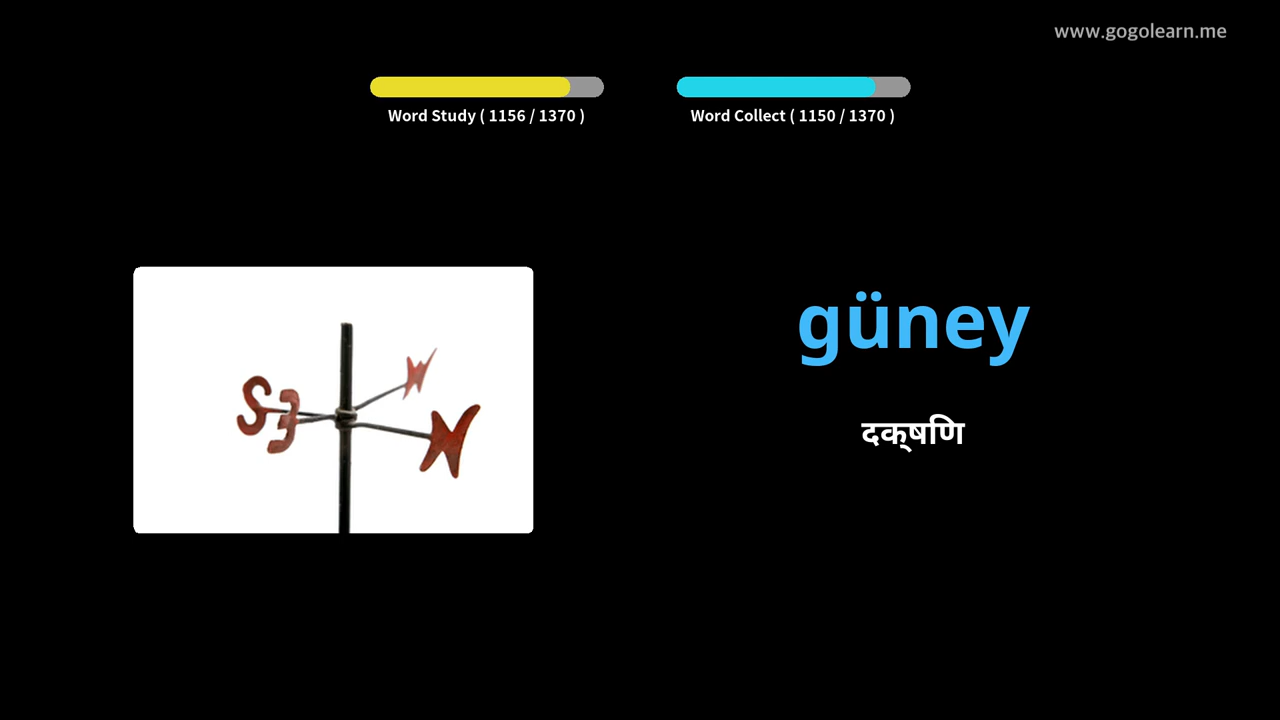 www.gogolearn.me
Word Study ( 1156 / 1370 )
Word Collect ( 1150 / 1370 )
S E N N
güney
दक्षिण